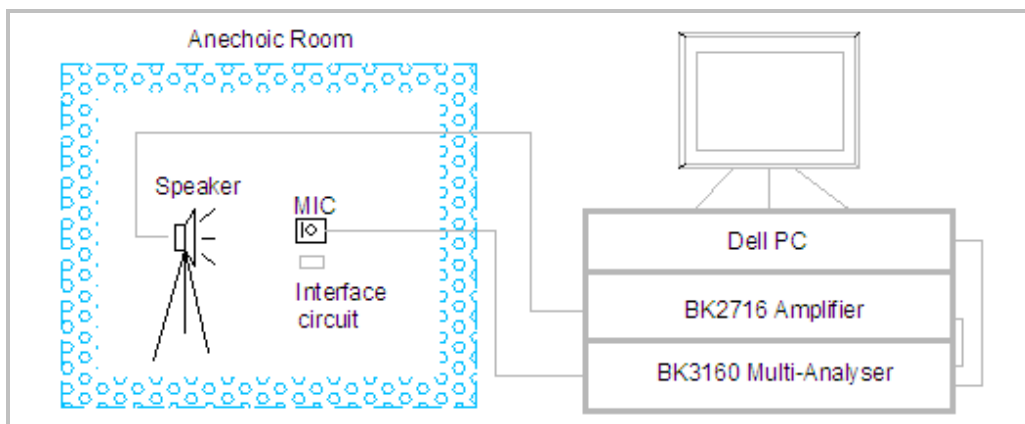 Anechoic Room
Speaker
MIC
Interface
circuit
Dell PC
BK2716 Amplifier
BK3160 Multi-Analyser